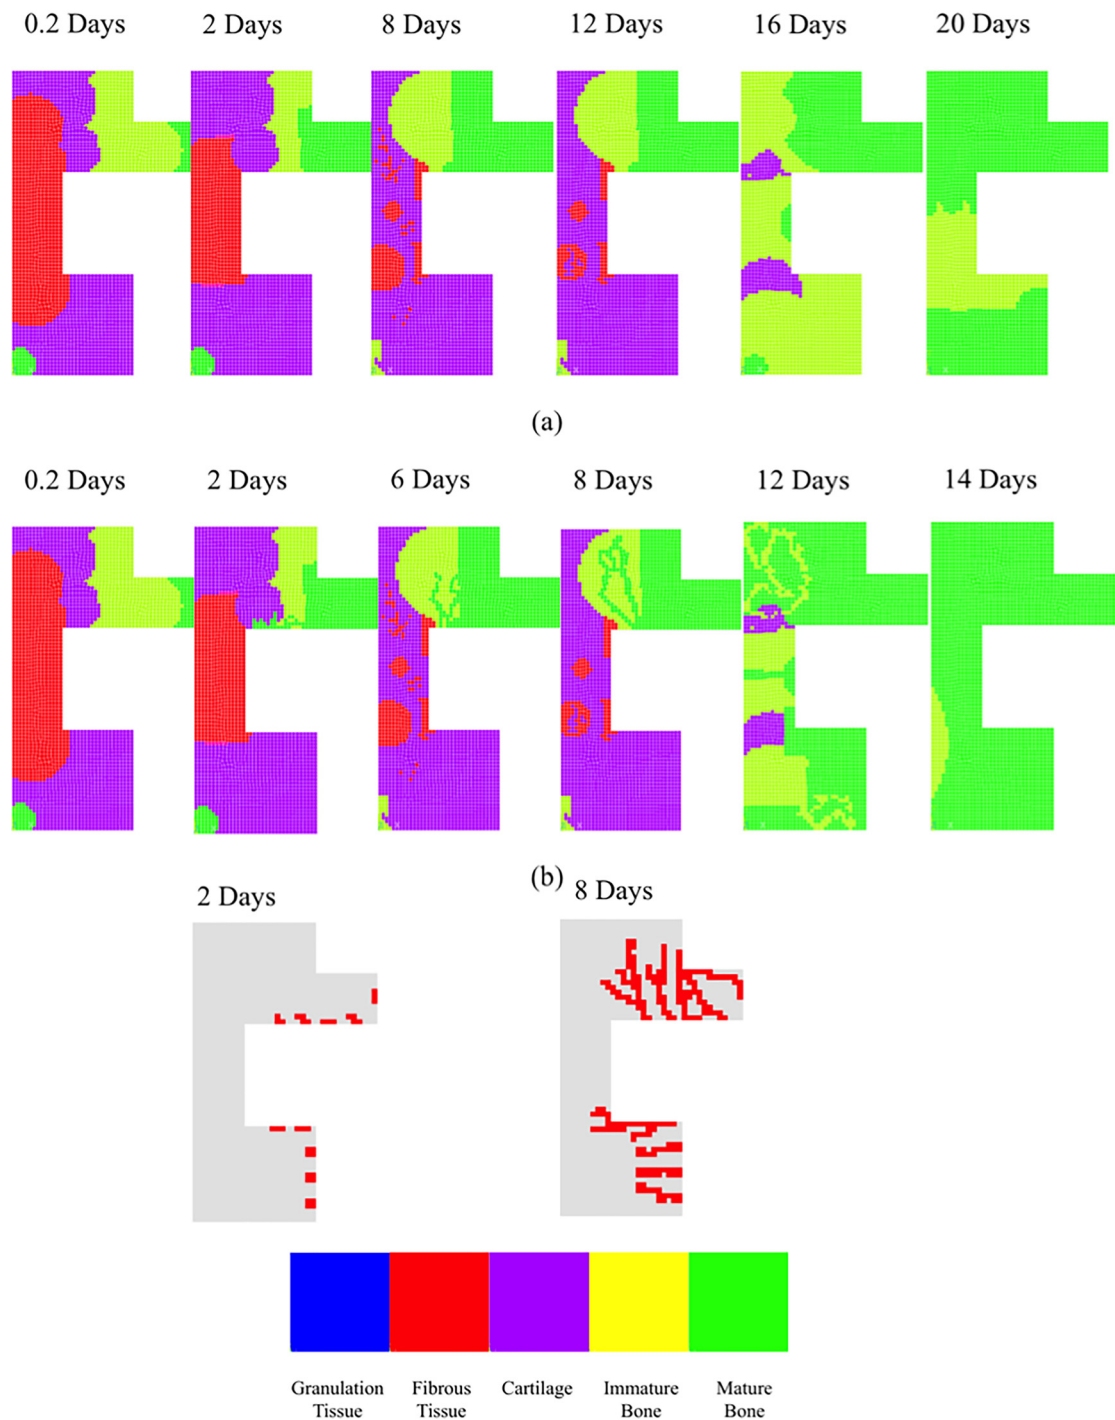 0.2 Days 2 Days 8 Days 12 Days 16 Days 20 Days
(a)
0.2 Days 2 Days 6 Days 8 Days 12 Days 14 Days
(b)
2 Days 8 Days
Granulation Fibrous Cartilage Immature Mature
Tissue Tissue Bone Bone